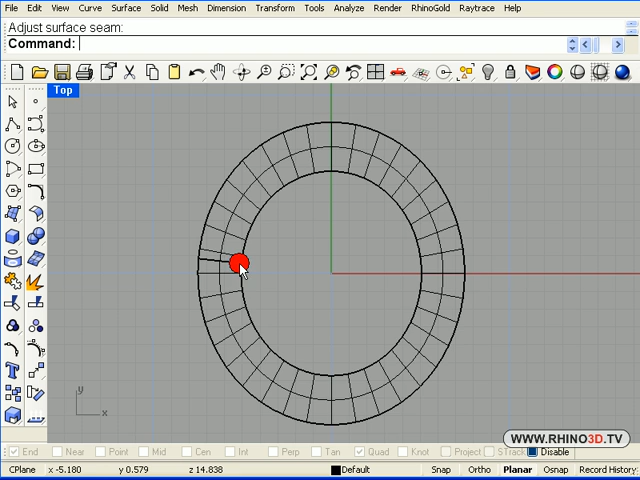 File Edit View Curve Surface Solid Mesh Dimension Transform Tools Analyze Render RhinoGold Raytrace Help
Adjust surface seam:
Command:
Top
y
x
WWW.RHINO3D.TV
End Near Point Mid Cen Int Perp Tan Quad Knot Project STrack Disable
CPlane x -5.180 y 0.579 z 14.838 Default Snap Ortho Planar Osnap Record History